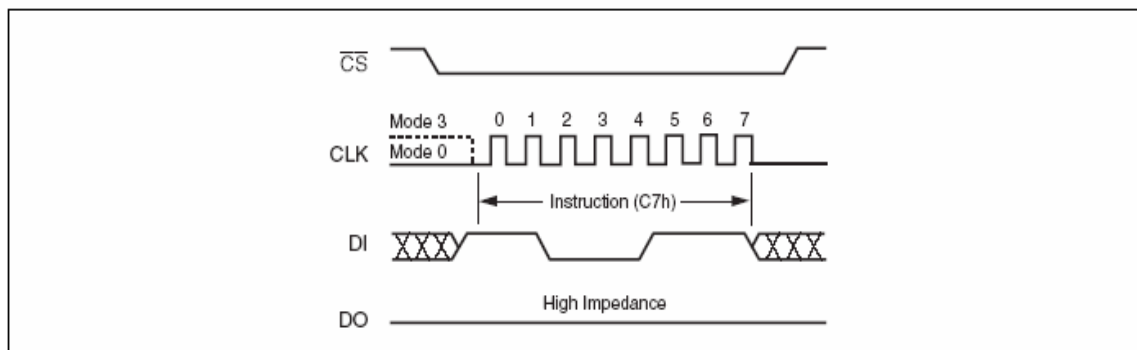 CS
Mode 3
0 1 2 3 4 5 6 7
CLK
Mode 0
Instruction (C7h)
DI
High Impedance
DO